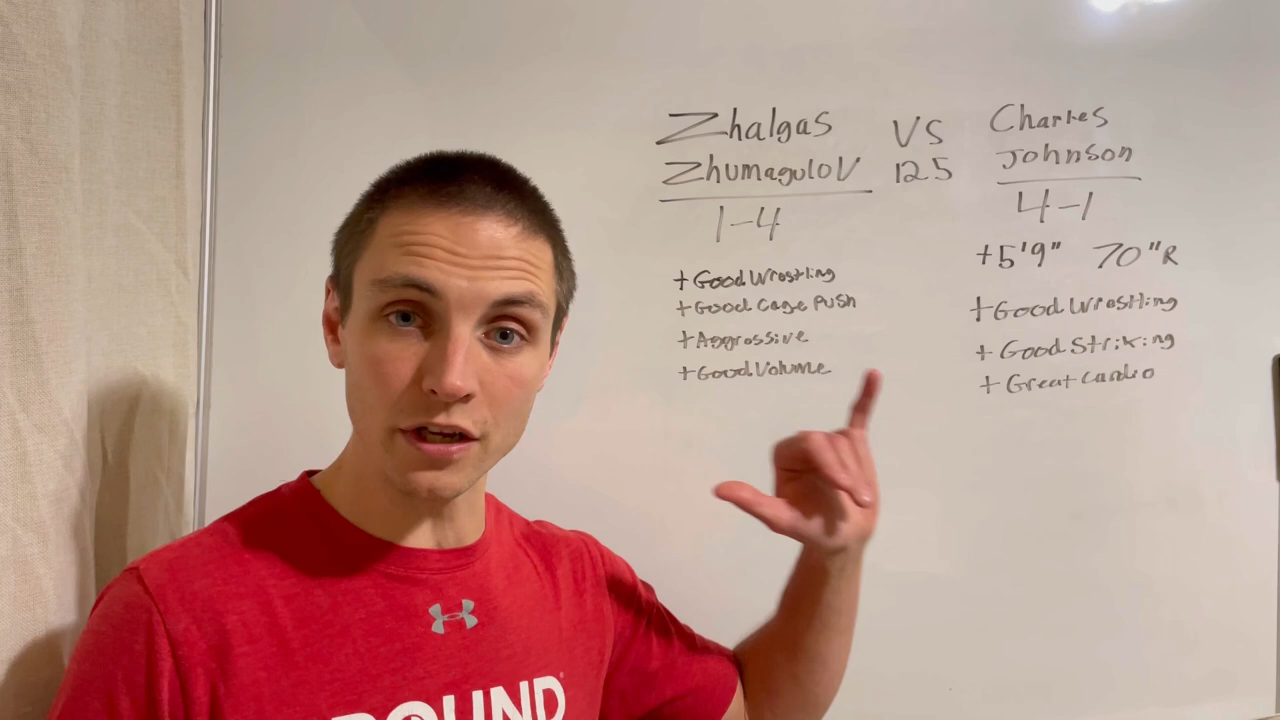 Zhalgas
Zhumagulov
1-4
+Good Wrestling
+Good Cage Push
+Aggressive
+Good Volume
VS
125
Charles
Johnson
4-1
+5'9" 70"R
+Good Wrestling
+Good Striking
+Great Cardio